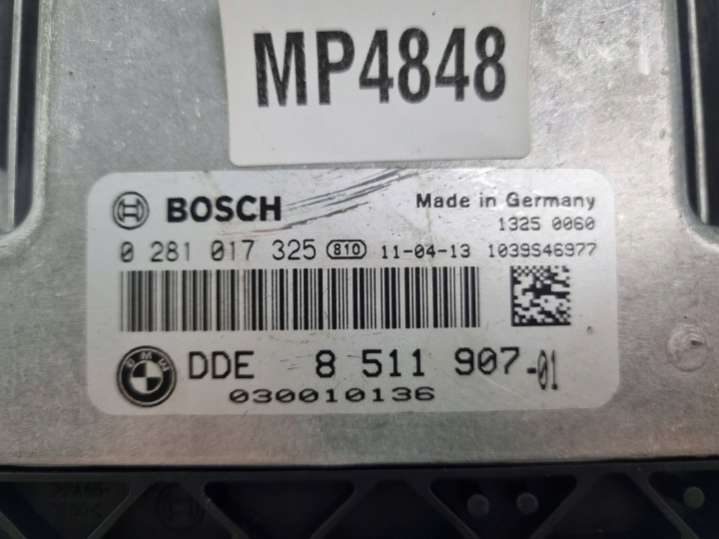 MP4848
BOSCH Made in Germany
1325 0060
0 281 017 325 810 11-04-13 1039S46977
BMW DDE 8 511 907-01
030010136